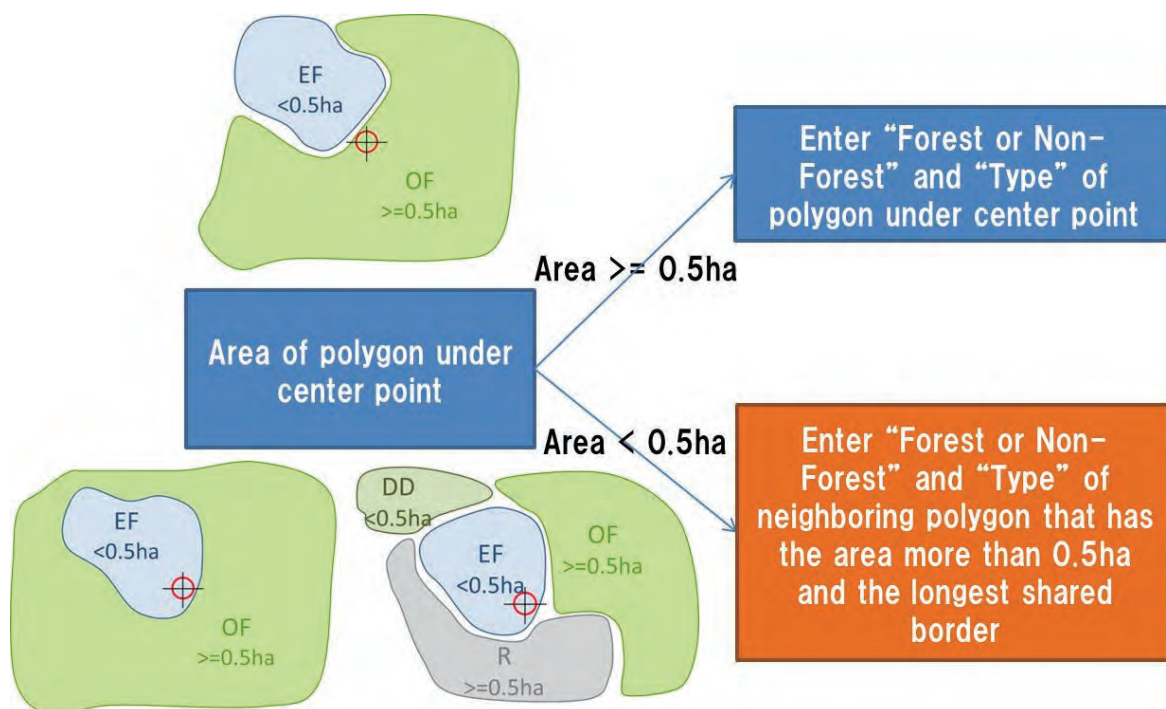 EF
<0.5ha
OF
>=0.5ha
Enter “Forest or Non-
Forest” and “Type” of
polygon under center point
Area >= 0.5ha
Area of polygon under
center point
Area < 0.5ha
Enter “Forest or Non-
Forest” and “Type” of
neighboring polygon that has
the area more than 0.5ha
and the longest shared
border
EF
<0.5ha
OF
>=0.5ha
DD
<0.5ha
EF
<0.5ha
OF
>=0.5ha
R
>=0.5ha